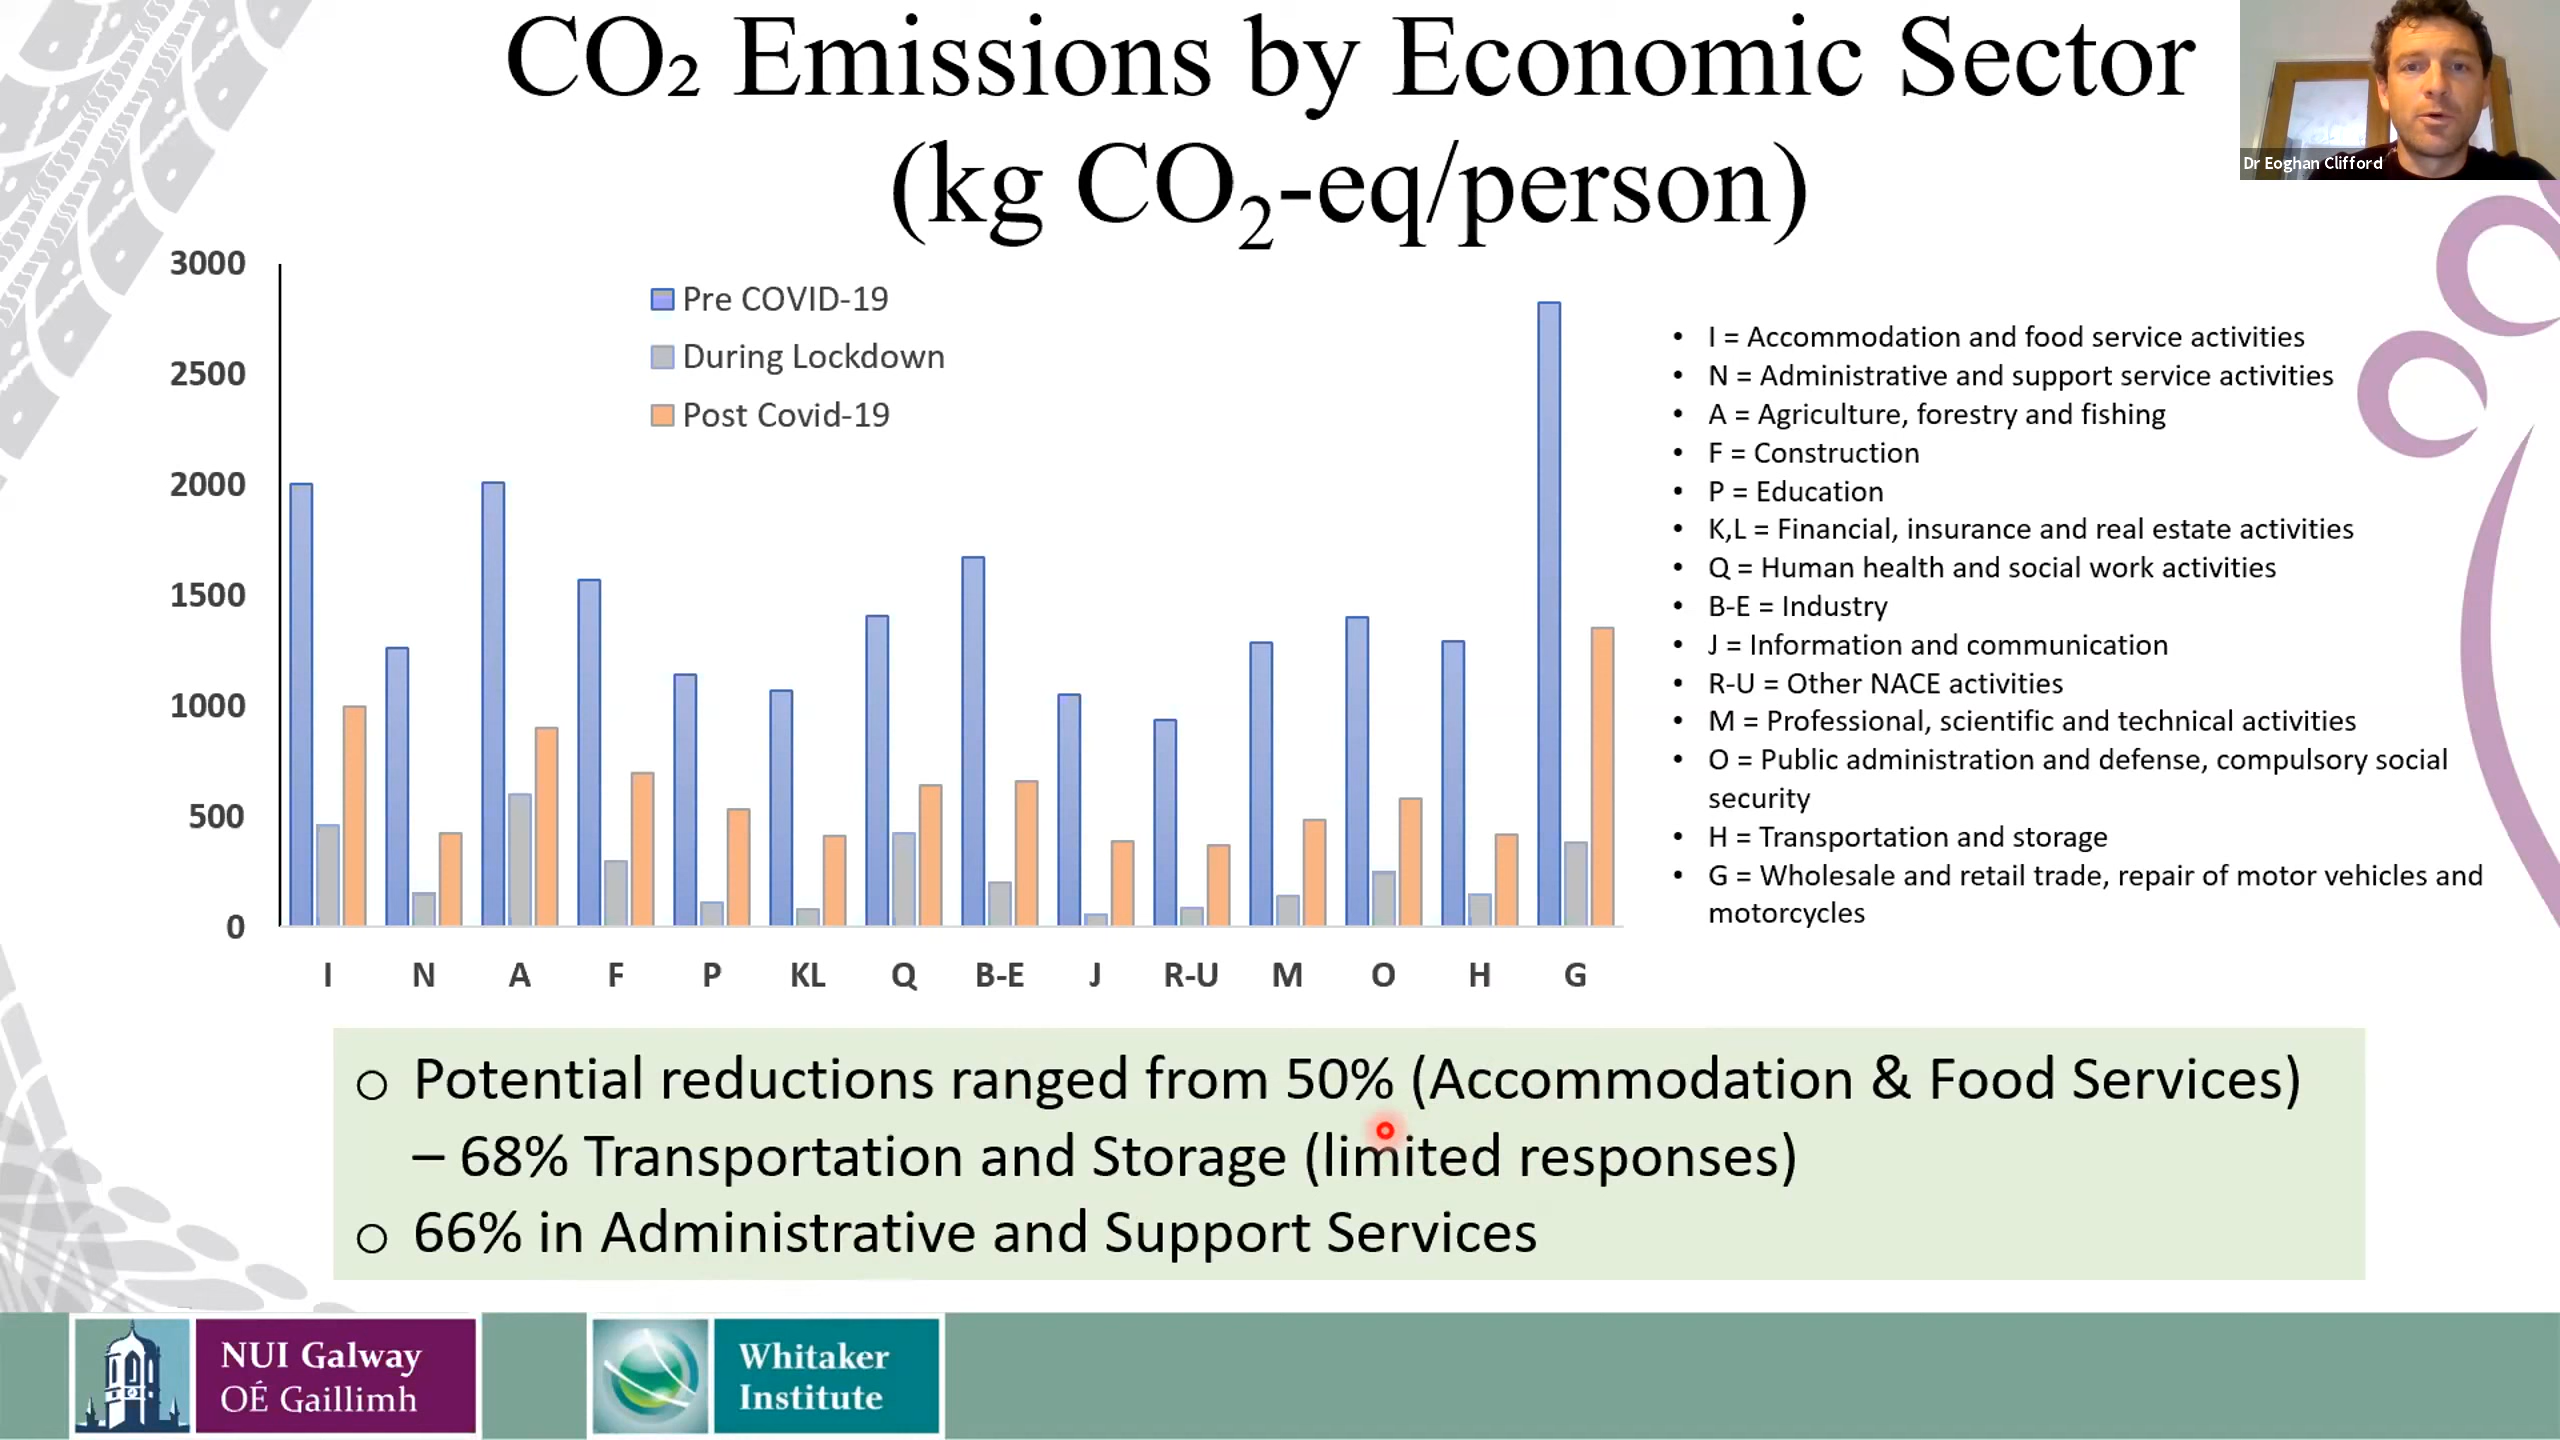 CO₂ Emissions by Economic Sector
(kg CO₂-eq/person)
Dr Eoghan Clifford
3000
2500
2000
1500
1000
500
0
Pre COVID-19
During Lockdown
Post Covid-19
I
N
A
F
P
KL
Q
B-E
J
R-U
M
O
H
G
• I = Accommodation and food service activities
• N = Administrative and support service activities
• A = Agriculture, forestry and fishing
• F = Construction
• P = Education
• K,L = Financial, insurance and real estate activities
• Q = Human health and social work activities
• B-E = Industry
• J = Information and communication
• R-U = Other NACE activities
• M = Professional, scientific and technical activities
• O = Public administration and defense, compulsory social
security
• H = Transportation and storage
• G = Wholesale and retail trade, repair of motor vehicles and
motorcycles
o Potential reductions ranged from 50% (Accommodation & Food Services)
– 68% Transportation and Storage (limited responses)
o 66% in Administrative and Support Services
NUI Galway
OÉ Gaillimh
Whitaker
Institute